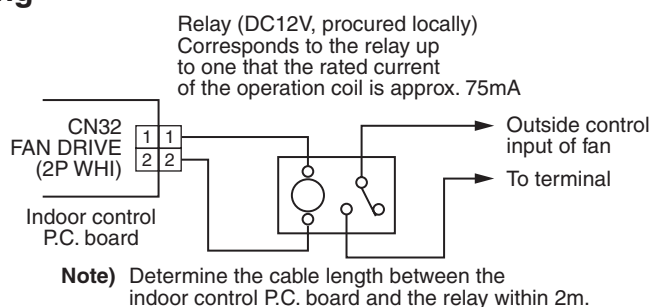 Relay (DC12V, procured locally)
Corresponds to the relay up
to one that the rated current
of the operation coil is approx. 75mA
CN32
FAN DRIVE
(2P WHI)
1 1
2 2
Outside control
input of fan
To terminal
Indoor control
P.C. board
Note) Determine the cable length between the
indoor control P.C. board and the relay within 2m.